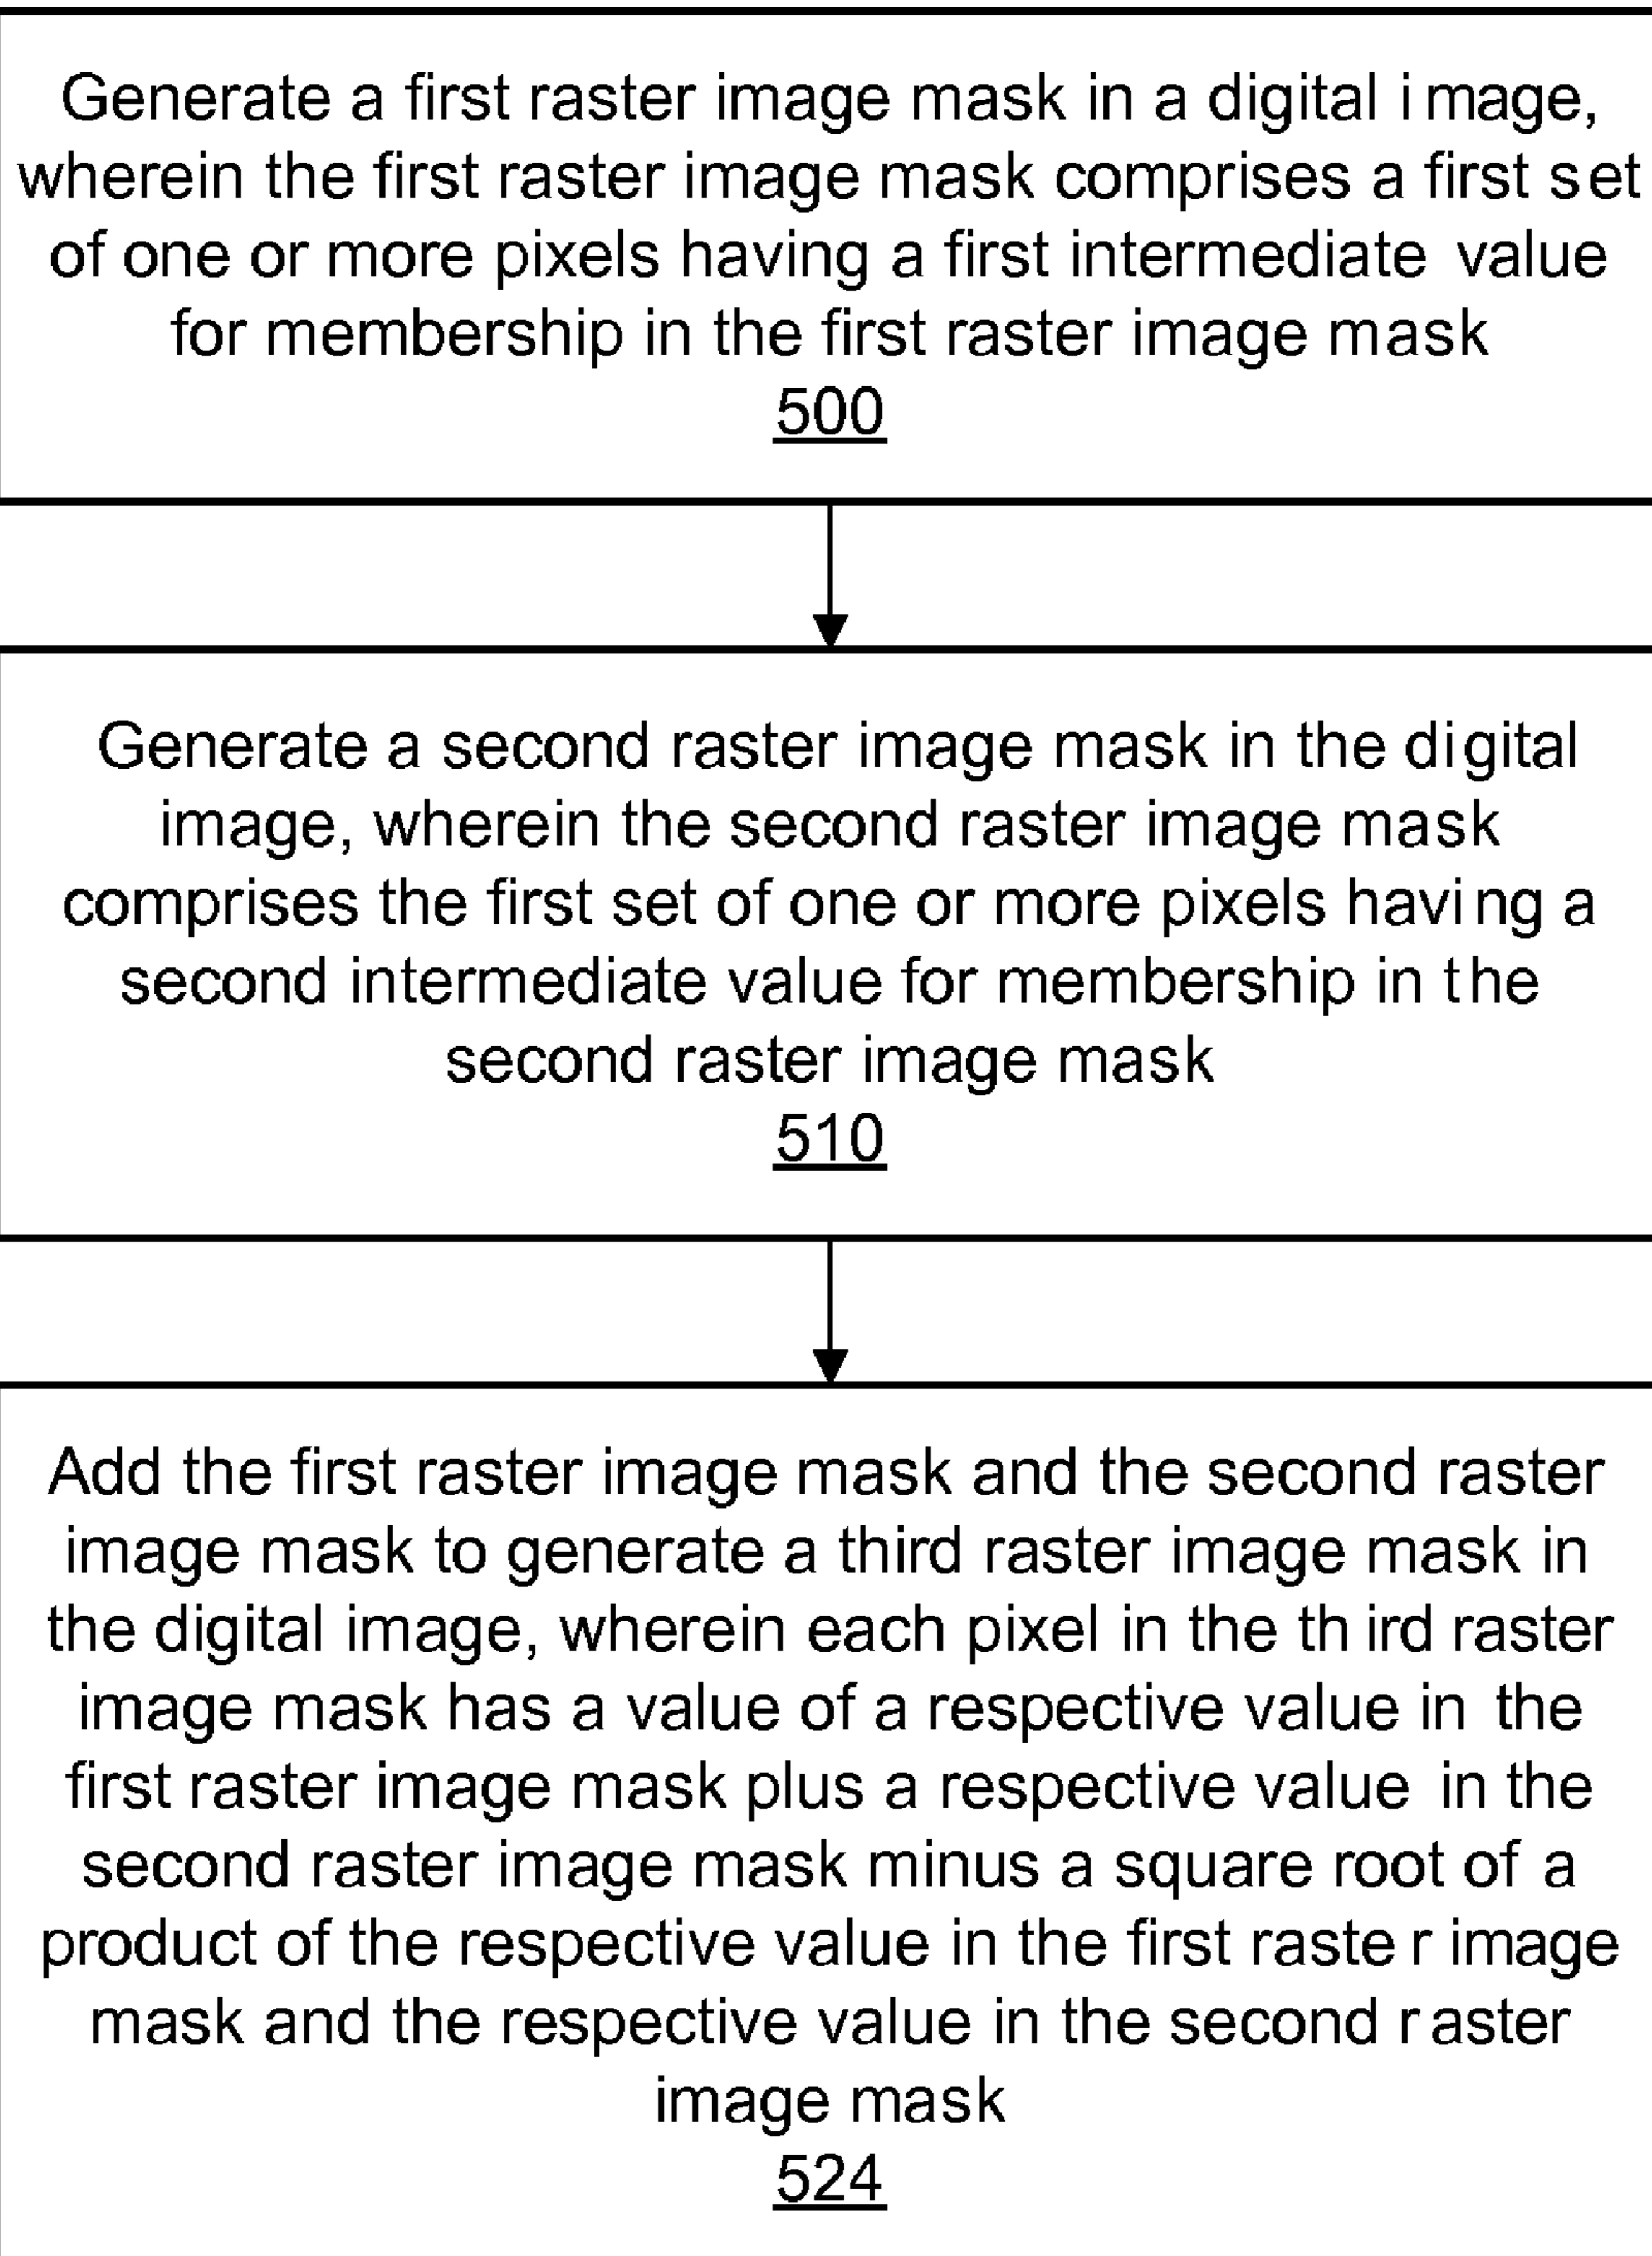 Generate a first raster image mask in a digital image,
wherein the first raster image mask comprises a first set
of one or more pixels having a first intermediate value
for membership in the first raster image mask
500
Generate a second raster image mask in the digital
image, wherein the second raster image mask
comprises the first set of one or more pixels having a
second intermediate value for membership in the
second raster image mask
510
Add the first raster image mask and the second raster
image mask to generate a third raster image mask in
the digital image, wherein each pixel in the third raster
image mask has a value of a respective value in the
first raster image mask plus a respective value in the
second raster image mask minus a square root of a
product of the respective value in the first raster image
mask and the respective value in the second raster
image mask
524